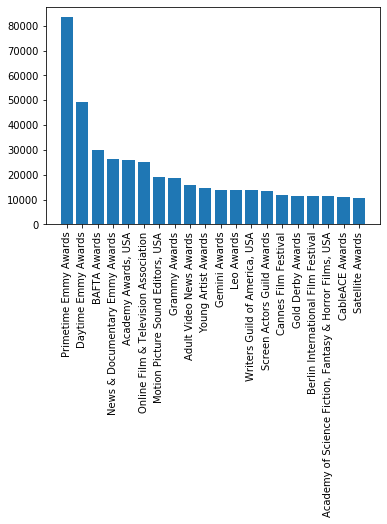 80000
70000
60000
50000
40000
30000
20000
10000
0
Primetime Emmy Awards
Daytime Emmy Awards
BAFTA Awards
News & Documentary Emmy Awards
Academy Awards, USA
Online Film & Television Association
Motion Picture Sound Editors, USA
Grammy Awards
Adult Video News Awards
Young Artist Awards
Gemini Awards
Leo Awards
Writers Guild of America, USA
Screen Actors Guild Awards
Cannes Film Festival
Gold Derby Awards
Berlin International Film Festival
Academy of Science Fiction, Fantasy & Horror Films, USA
CableACE Awards
Satellite Awards